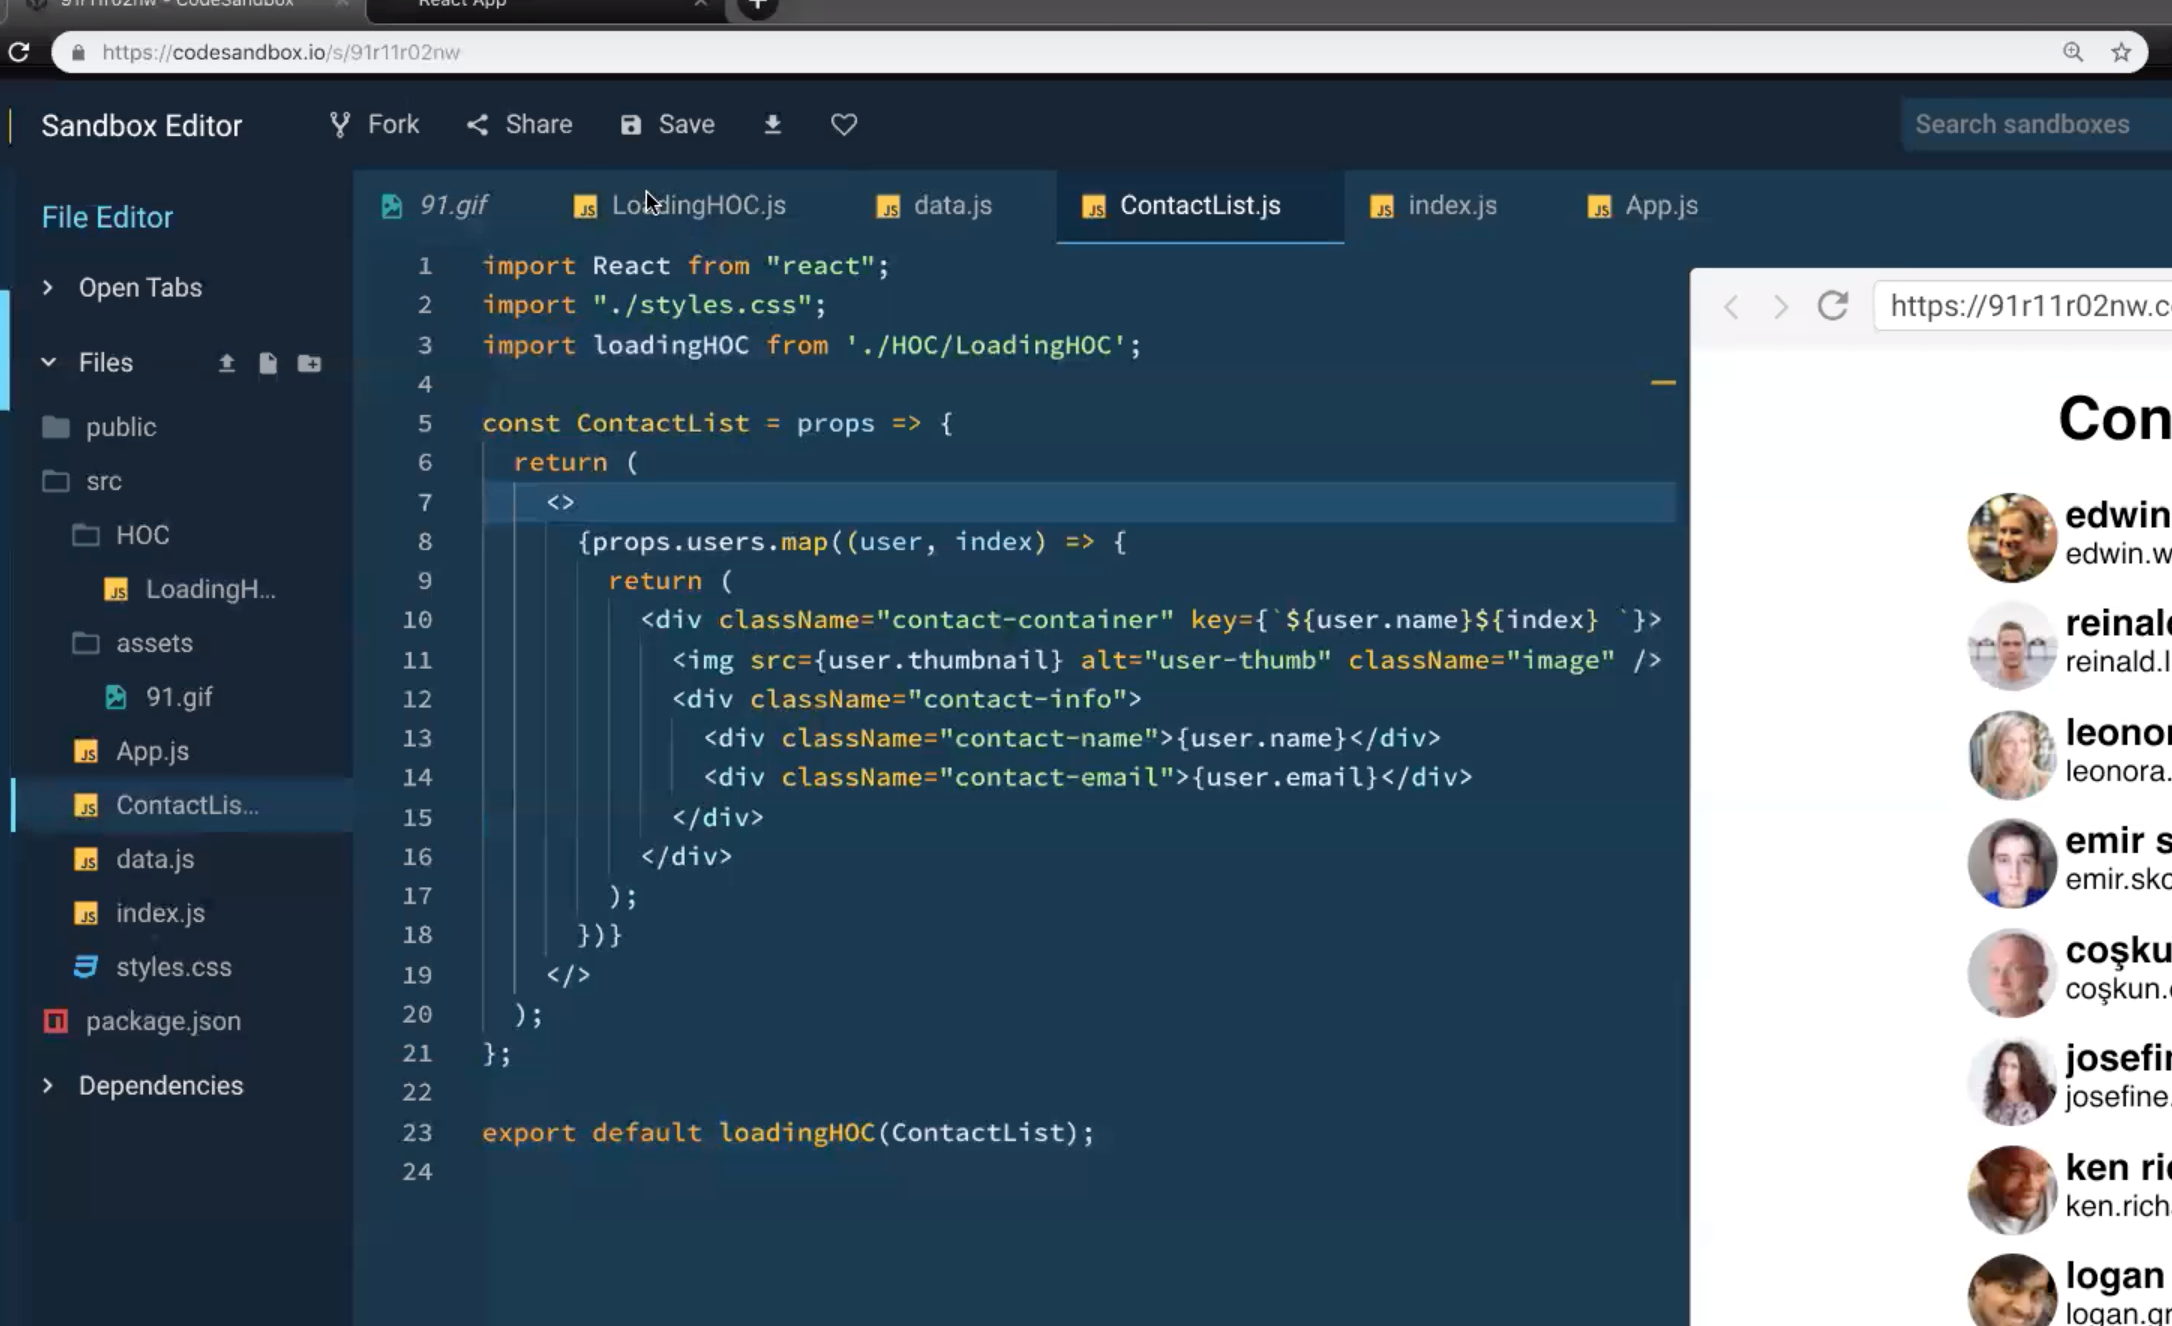 91r11r02nw - CodeSandbox
React App
https://codesandbox.io/s/91r11r02nw
Sandbox Editor
Fork
Share
Save
Search sandboxes
File Editor
Open Tabs
Files
public
src
HOC
LoadingH...
assets
91.gif
App.js
ContactLis...
data.js
index.js
styles.css
package.json
Dependencies
91.gif
LoadingHOC.js
data.js
ContactList.js
index.js
App.js
1 import React from "react";
2 import "./styles.css";
3 import loadingHOC from './HOC/LoadingHOC';
4
5 const ContactList = props => {
6 return (
7 <>
8 {props.users.map((user, index) => {
9 return (
10 <div className="contact-container" key={`${user.name}${index} `}>
11 <img src={user.thumbnail} alt="user-thumb" className="image" />
12 <div className="contact-info">
13 <div className="contact-name">{user.name}</div>
14 <div className="contact-email">{user.email}</div>
15 </div>
16 </div>
17 );
18 })}
19 </>
20 );
21 };
22
23 export default loadingHOC(ContactList);
24
https://91r11r02nw.c
Con
edwin
edwin.w
reinald
reinald.l
leonor
leonora.
emir s
emir.sko
coşku
coşkun.
josefin
josefine.
ken ric
ken.rich
logan
logan.gr